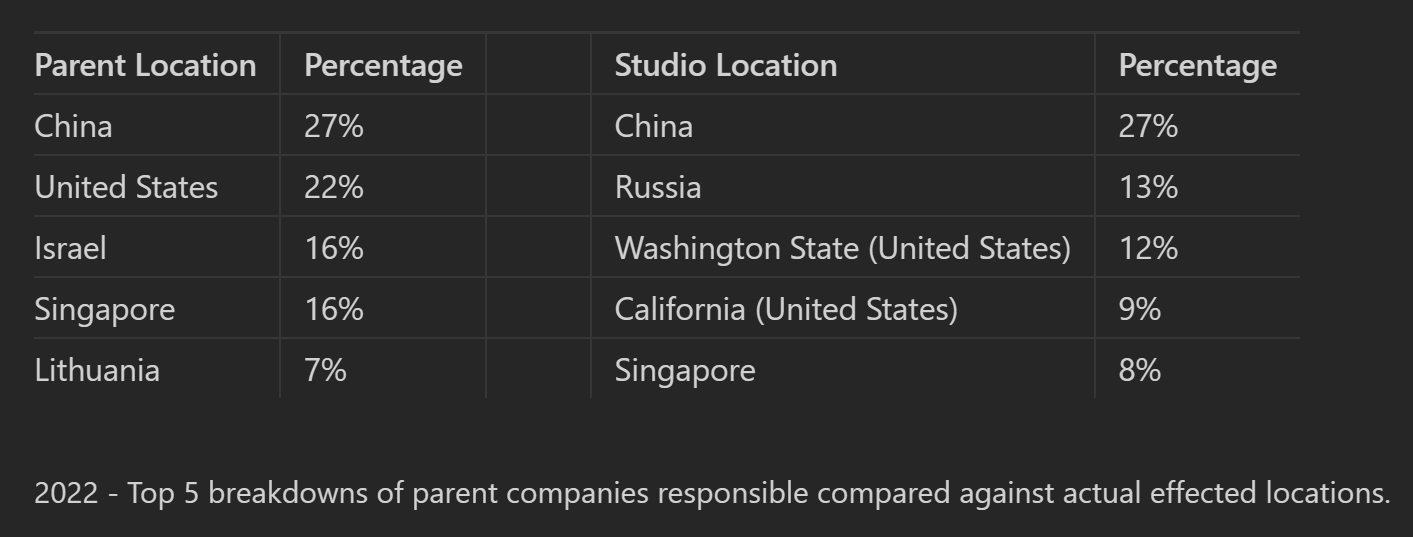 Parent Location Percentage Studio Location Percentage
China 27% China 27%
United States 22% Russia 13%
Israel 16% Washington State (United States) 12%
Singapore 16% California (United States) 9%
Lithuania 7% Singapore 8%
2022 - Top 5 breakdowns of parent companies responsible compared against actual effected locations.